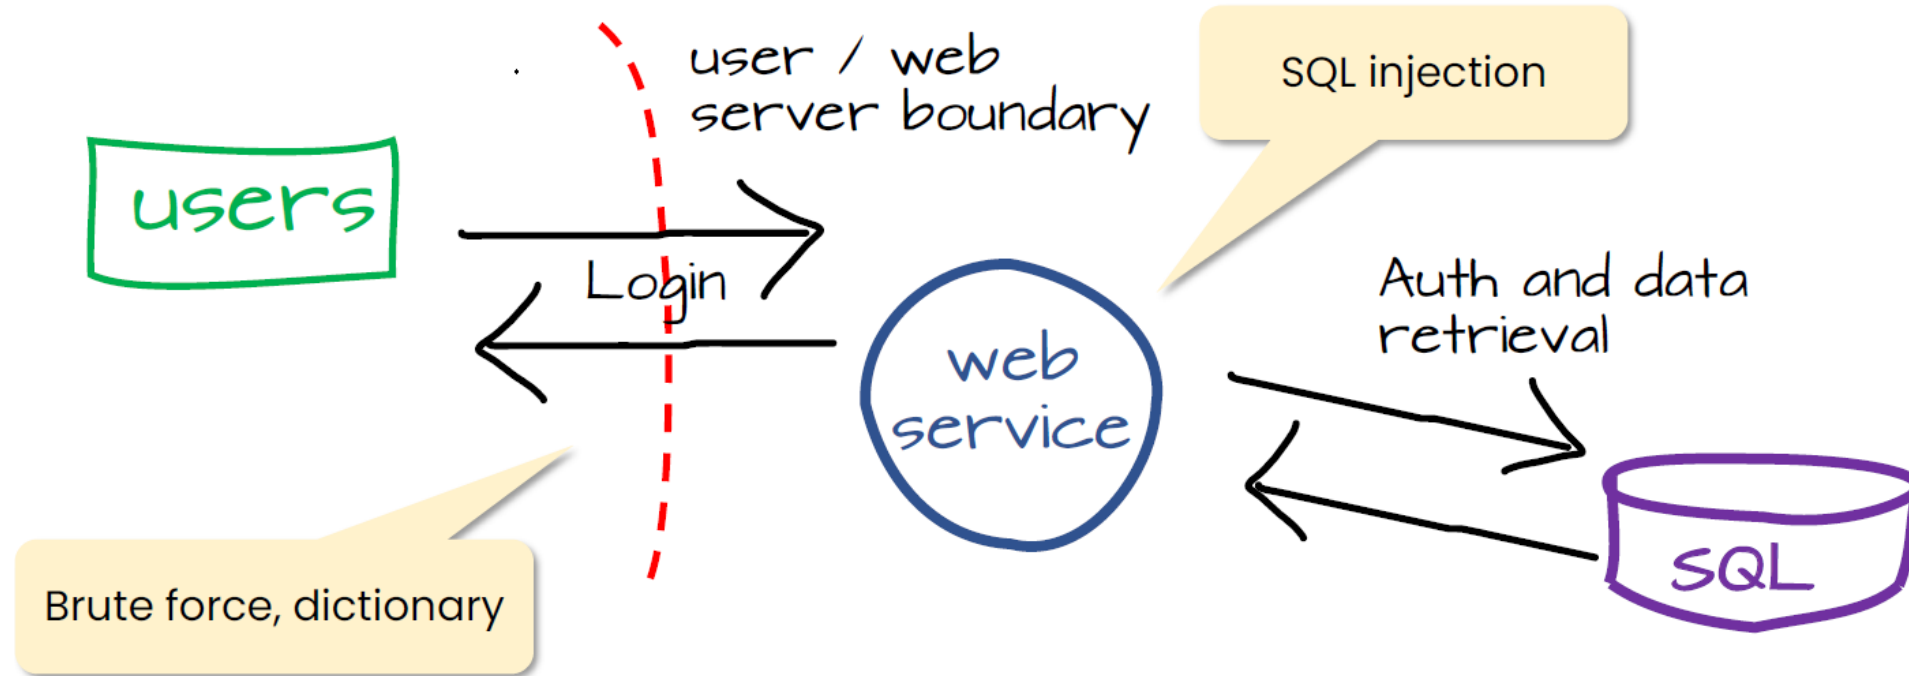 user / web
server boundary
SQL injection
users
Login
Auth and data
retrieval
web
service
SQL
Brute force, dictionary